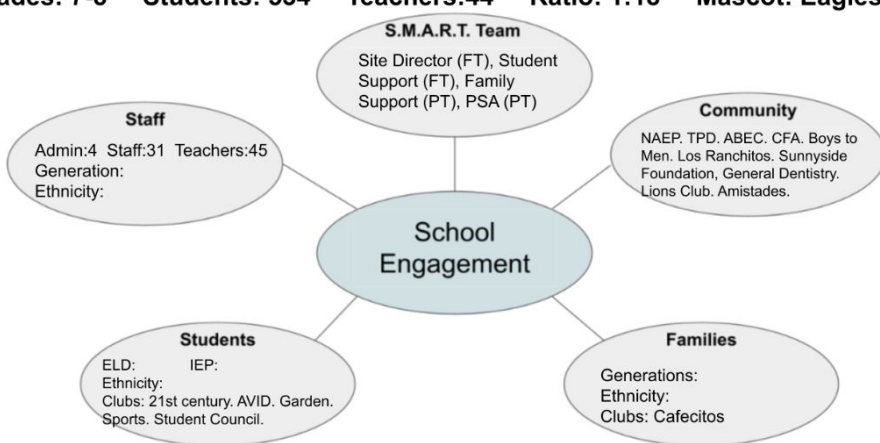 Students: Teachers:44 Ratio: Mascot: Eagles
S.M.A.R.T. Team
Site Director (FT), Student
Support (FT), Family
Support (PT), PSA (PT)
Staff
Admin:4 Staff:31 Teachers:45
Generation:
Ethnicity:
Community
NAEP. TPD. ABEC. CFA. Boys to
Men. Los Ranchitos. Sunnyside
Foundation, General Dentistry.
Lions Club. Amistades.
School
Engagement
Students
ELD: IEP:
Ethnicity:
Clubs: 21st century. AVID. Garden.
Sports. Student Council.
Families
Generations:
Ethnicity:
Clubs: Cafecitos